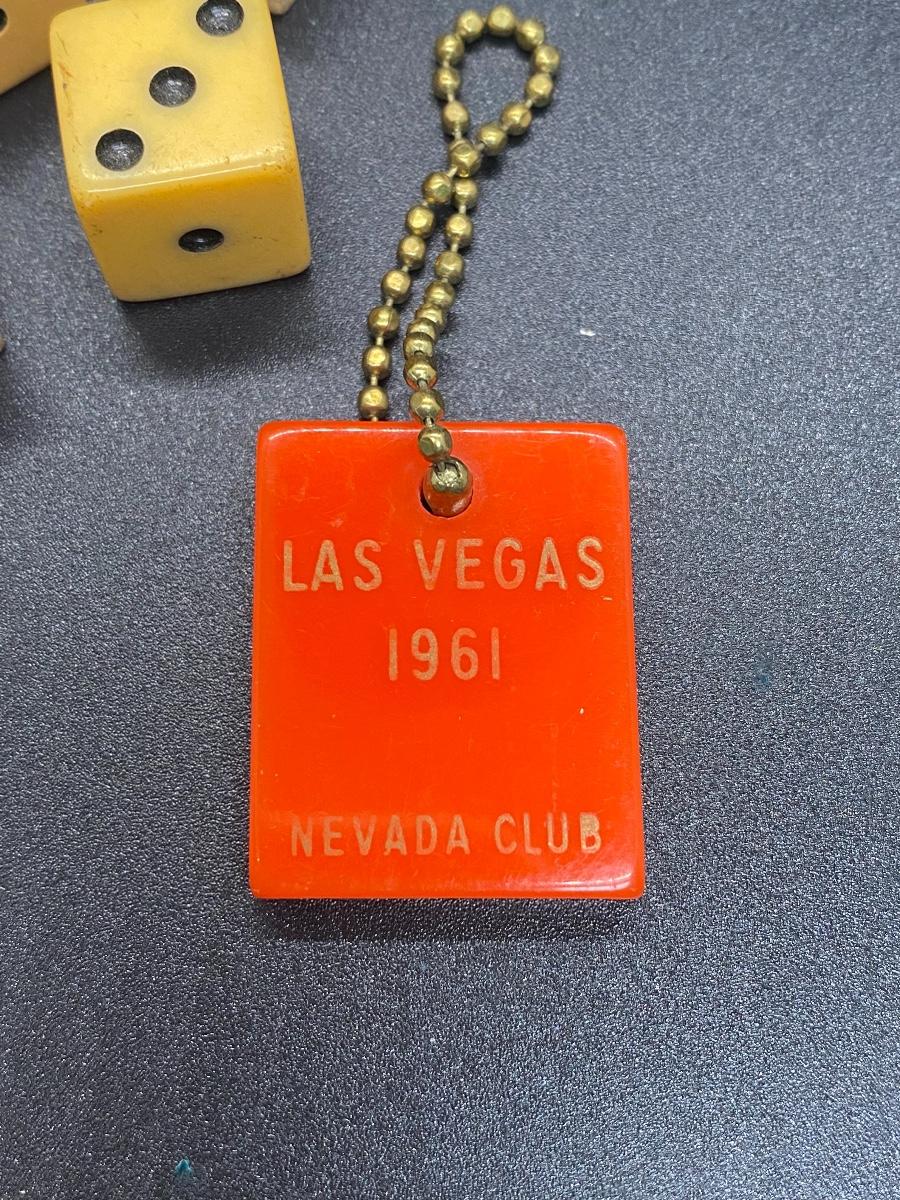 LAS VEGAS
1961
NEVADA CLUB